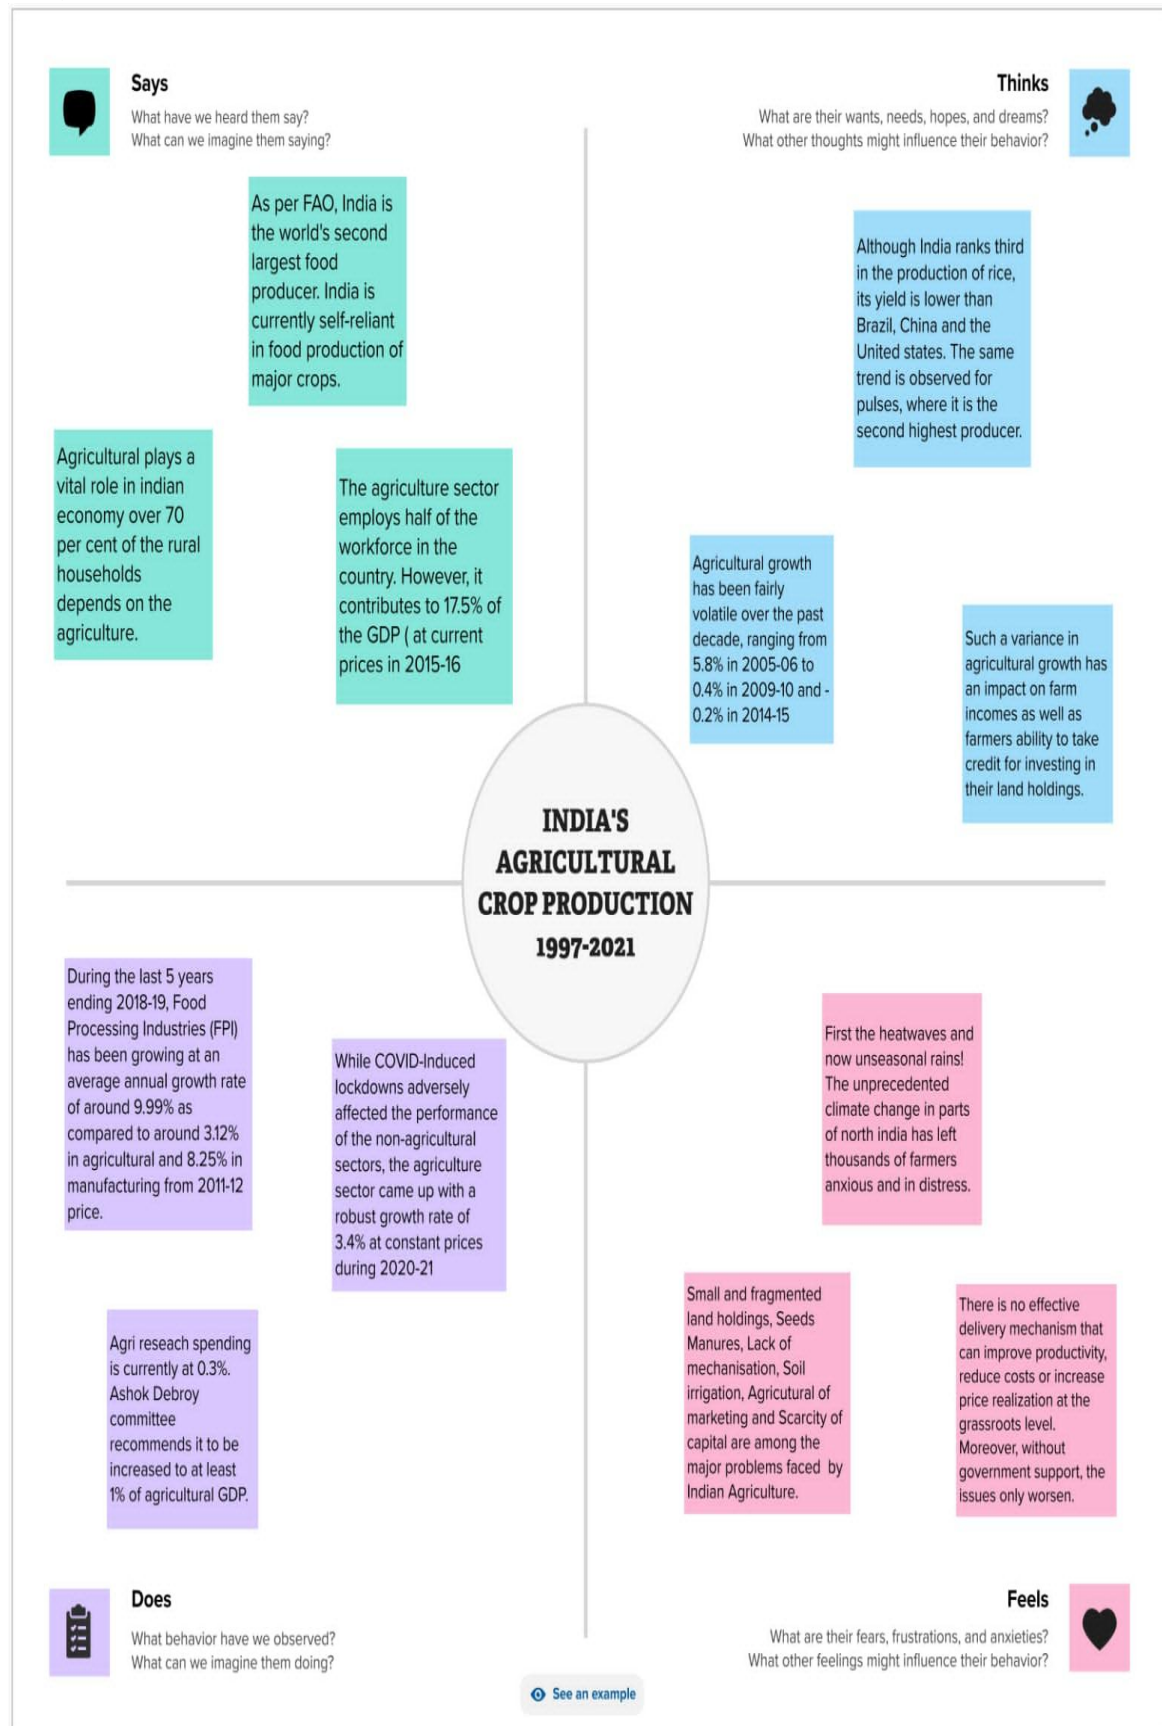 Says
What have we heard them say?
What can we imagine them saying?
As per FAO, India is
the world's second
largest food
producer. India is
currently self-reliant
in food production of
major crops.
Agricultural plays a
vital role in indian
economy over 70
per cent of the rural
households
depends on the
agriculture.
The agriculture sector
employs half of the
workforce in the
country. However, it
contributes to 17.5% of
the GDP ( at current
prices in 2015-16
Thinks
What are their wants, needs, hopes, and dreams?
What other thoughts might influence their behavior?
Although India ranks third
in the production of rice,
its yield is lower than
Brazil, China and the
United states. The same
trend is observed for
pulses, where it is the
second highest producer.
Agricultural growth
has been fairly
volatile over the past
decade, ranging from
5.8% in 2005-06 to
0.4% in 2009-10 and -
0.2% in 2014-15
Such a variance in
agricultural growth has
an impact on farm
incomes as well as
farmers ability to take
credit for investing in
their land holdings.
INDIA'S
AGRICULTURAL
CROP PRODUCTION
1997-2021
During the last 5 years
ending 2018-19, Food
Processing Industries (FPI)
has been growing at an
average annual growth rate
of around 9.99% as
compared to around 3.12%
in agricultural and 8.25% in
manufacturing from 2011-12
price.
While COVID-Induced
lockdowns adversely
affected the performance
of the non-agricultural
sectors, the agriculture
sector came up with a
robust growth rate of
3.4% at constant prices
during 2020-21
Agri reseach spending
is currently at 0.3%.
Ashok Debroy
committee
recommends it to be
increased to at least
1% of agricultural GDP.
Does
What behavior have we observed?
What can we imagine them doing?
First the heatwaves and
now unseasonal rains!
The unprecedented
climate change in parts
of north india has left
thousands of farmers
anxious and in distress.
Small and fragmented
land holdings, Seeds
Manures, Lack of
mechanisation, Soil
irrigation, Agricutural of
marketing and Scarcity of
capital are among the
major problems faced by
Indian Agriculture.
There is no effective
delivery mechanism that
can improve productivity,
reduce costs or increase
price realization at the
grassroots level.
Moreover, without
government support, the
issues only worsen.
Feels
What are their fears, frustrations, and anxieties?
What other feelings might influence their behavior?
See an example